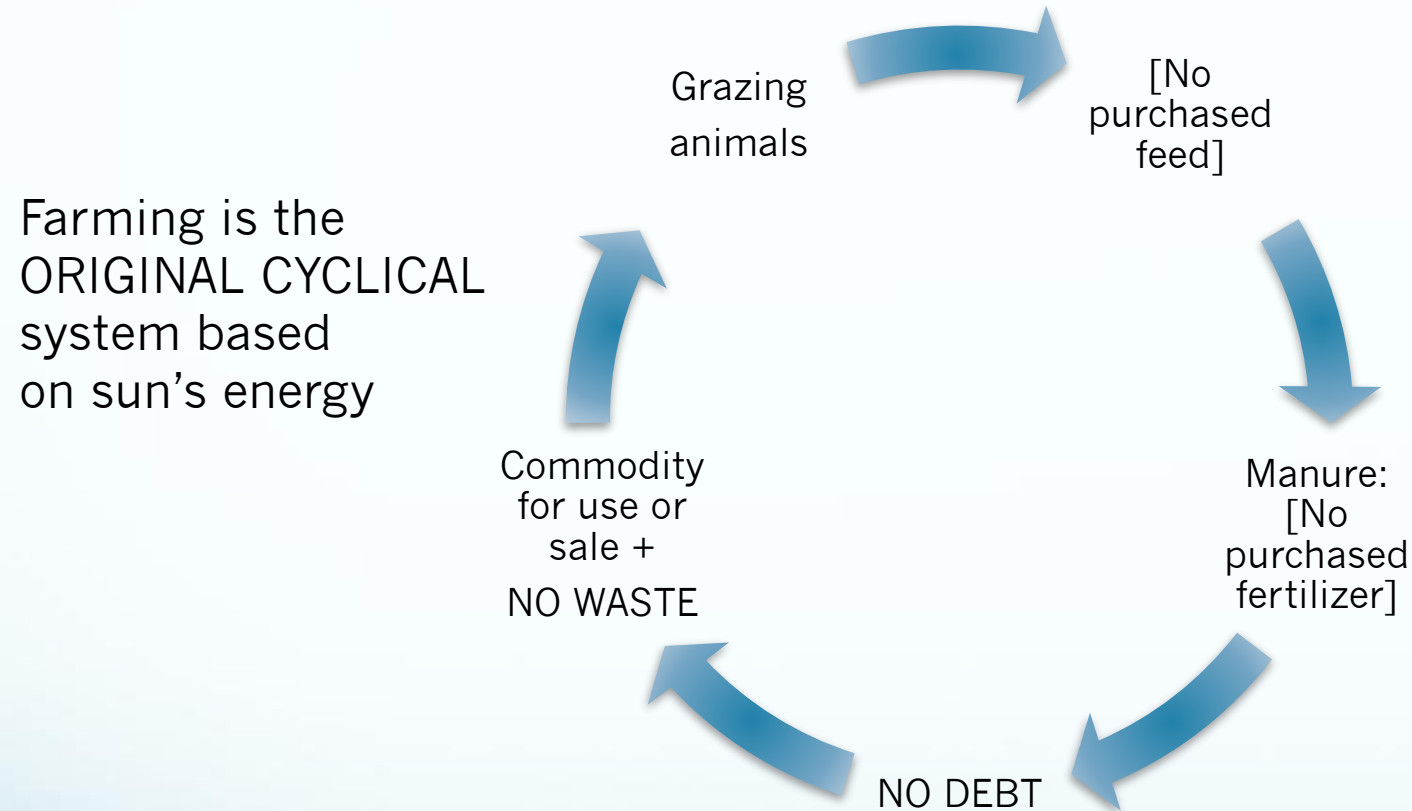 Farming is the
ORIGINAL CYCLICAL
system based
on sun’s energy
Grazing
animals
[No
purchased
feed]
Manure:
[No
purchased
fertilizer]
NO DEBT
Commodity
for use or
sale +
NO WASTE